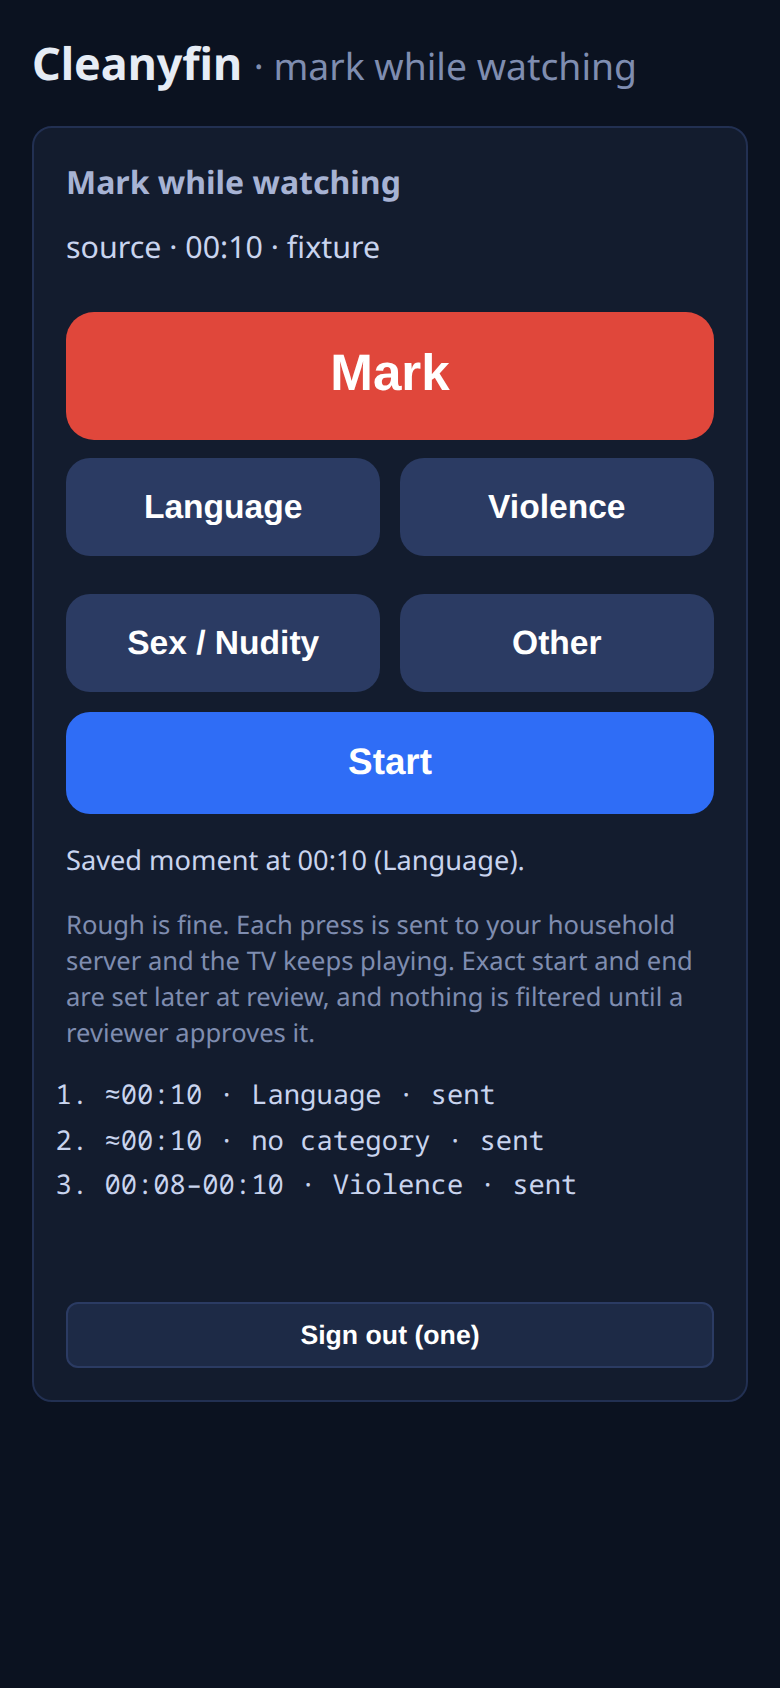 Cleanyfin · mark while watching
Mark while watching
source · 00:10 · fixture
Mark
Language
Violence
Sex / Nudity
Other
Start
Saved moment at 00:10 (Language).
Rough is fine. Each press is sent to your household
server and the TV keeps playing. Exact start and end
are set later at review, and nothing is filtered until a
reviewer approves it.
1. ≈00:10 · Language · sent
2. ≈00:10 · no category · sent
3. 00:08–00:10 · Violence · sent
Sign out (one)